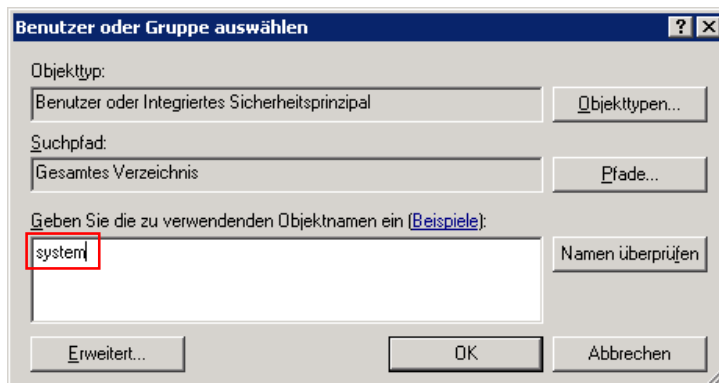 Benutzer oder Gruppe auswählen
Objekttyp:
Benutzer oder Integriertes Sicherheitsprinzipal
Objekttypen...
Suchpfad:
Gesamtes Verzeichnis
Pfade...
Geben Sie die zu verwendenden Objektnamen ein (Beispiele):
system
Namen überprüfen
Erweitert...
OK
Abbrechen